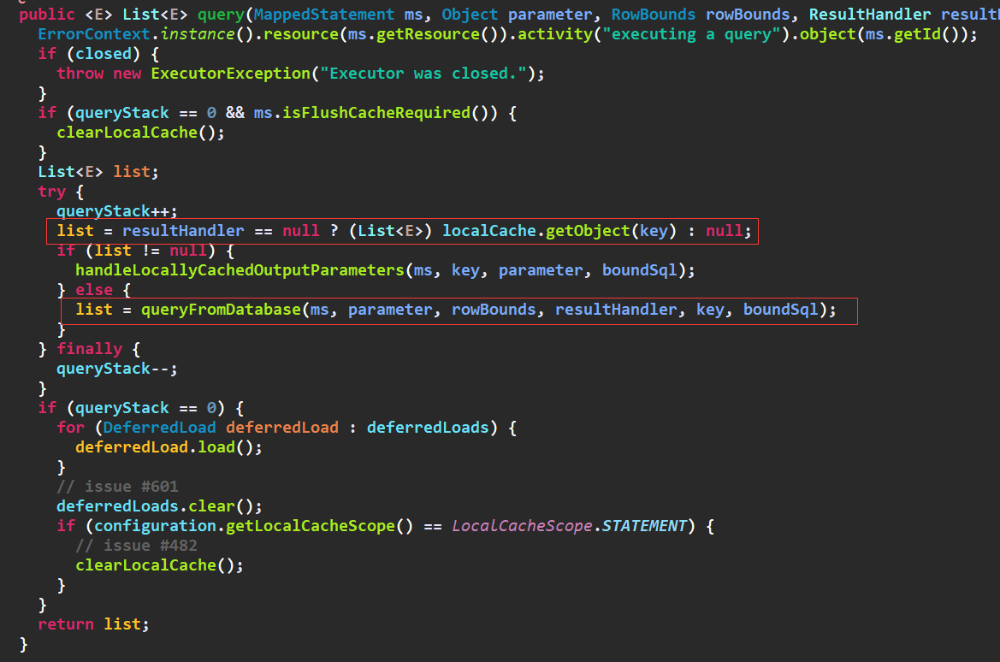 public <E> List<E> query(MappedStatement ms, Object parameter, RowBounds rowBounds, ResultHandler
ErrorContext.instance().resource(ms.getResource()).activity("executing a query").object(ms.getId());
if (closed) {
throw new ExecutorException("Executor was closed.");
}
if (queryStack == 0 && ms.isFlushCacheRequired()) {
clearLocalCache();
}
List<E> list;
try {
queryStack++;
list = resultHandler == null ? (List<E>) localCache.getObject(key) : null;
if (list != null) {
handleLocallyCachedOutputParameters(ms, key, parameter, boundSql);
} else {
list = queryFromDatabase(ms, parameter, rowBounds, resultHandler, key, boundSql);
}
} finally {
queryStack--;
}
if (queryStack == 0) {
for (DeferredLoad deferredLoad : deferredLoads) {
deferredLoad.load();
}
// issue #601
deferredLoads.clear();
if (configuration.getLocalCacheScope() == LocalCacheScope.STATEMENT) {
// issue #482
clearLocalCache();
}
}
return list;
}